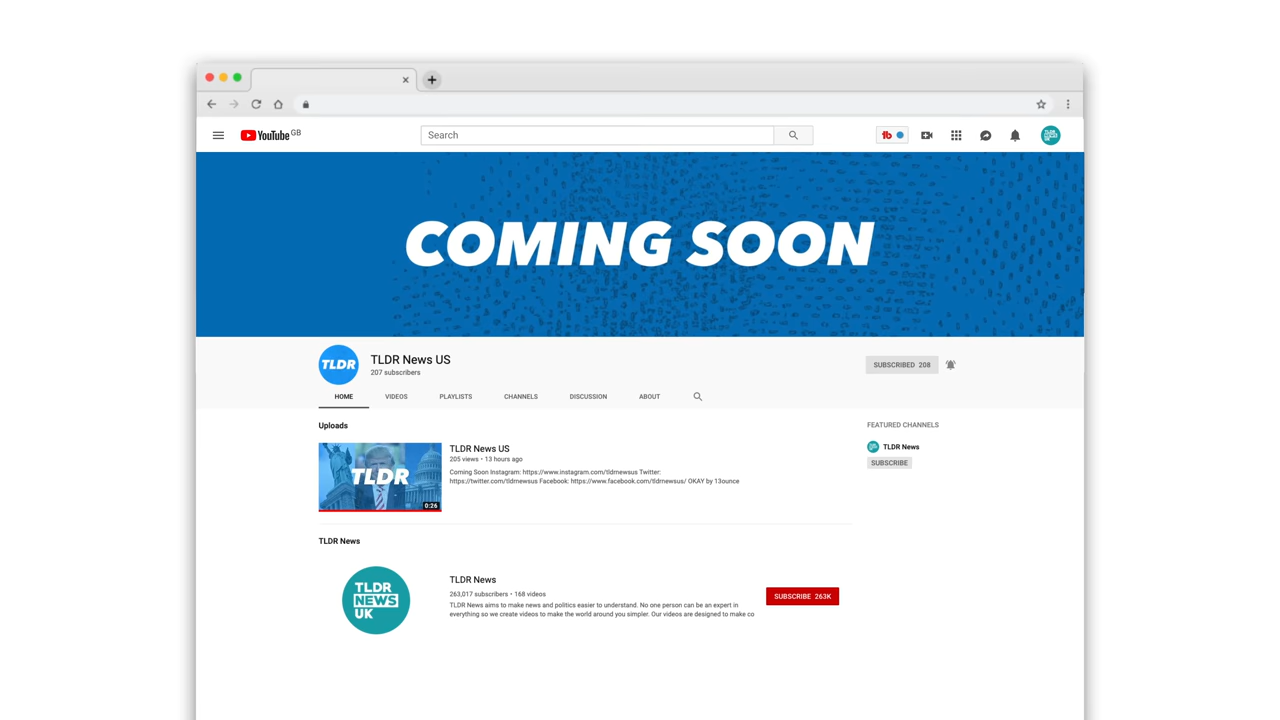 YouTube GB
Search
COMING SOON
TLDR
TLDR News US
207 subscribers
SUBSCRIBED 208
HOME VIDEOS PLAYLISTS CHANNELS DISCUSSION ABOUT
Uploads
FEATURED CHANNELS
TLDR
0:26
TLDR News US
205 views • 13 hours ago
Coming Soon Instagram: https://www.instagram.com/tldrnewsus Twitter:
https://twitter.com/tldrnewsus Facebook: https://www.facebook.com/tldrnewsus/ OKAY by 13ounce
TLDR News
SUBSCRIBE
TLDR News
TLDR
NEWS
UK
TLDR News
263,017 subscribers • 168 videos
TLDR News aims to make news and politics easier to understand. No one person can be an expert in
everything so we create videos to make the world around you simpler. Our videos are designed to make co
SUBSCRIBE 263K